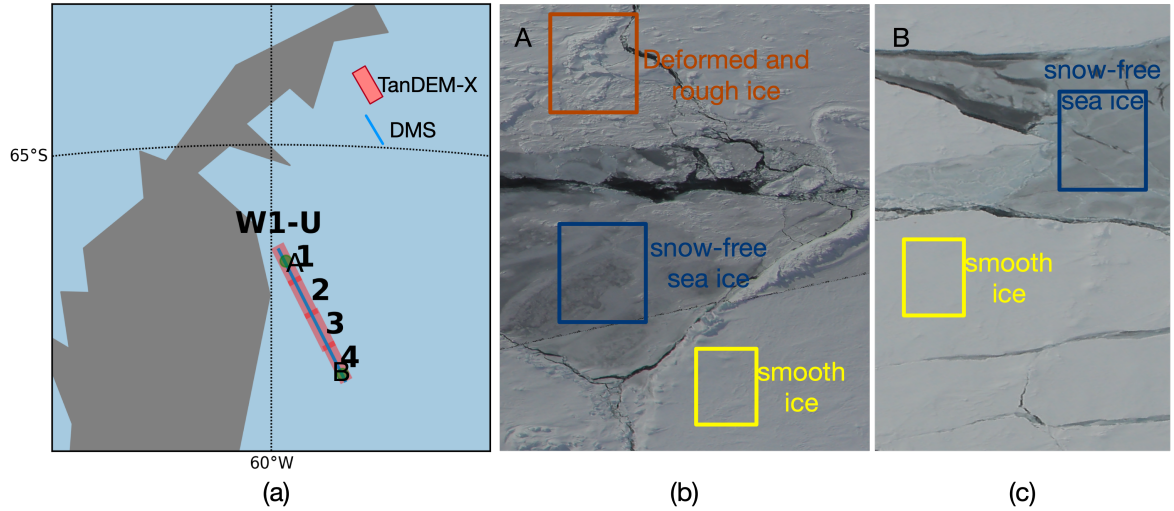 TanDEM-X
DMS
65°S
W1-U
A
1
2
3
4
B
60°W
(a)
A
Deformed and
rough ice
snow-free
sea ice
smooth
ice
(b)
B
snow-free
sea ice
smooth
ice
(c)